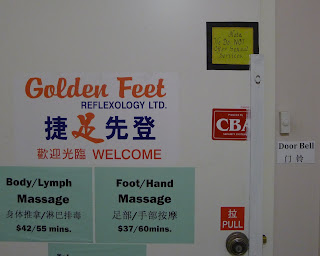 Do NOT
Golden Feet
REFLEXOLOGY LTD.
捷足先登
歡迎光臨 WELCOME
CBA
Door Bell
门 铃
Body/Lymph
Massage
身体推拿/淋巴排毒
$42/55 mins.
Foot/Hand
Massage
足部/手部按摩
$37/60mins.
拉
PULL